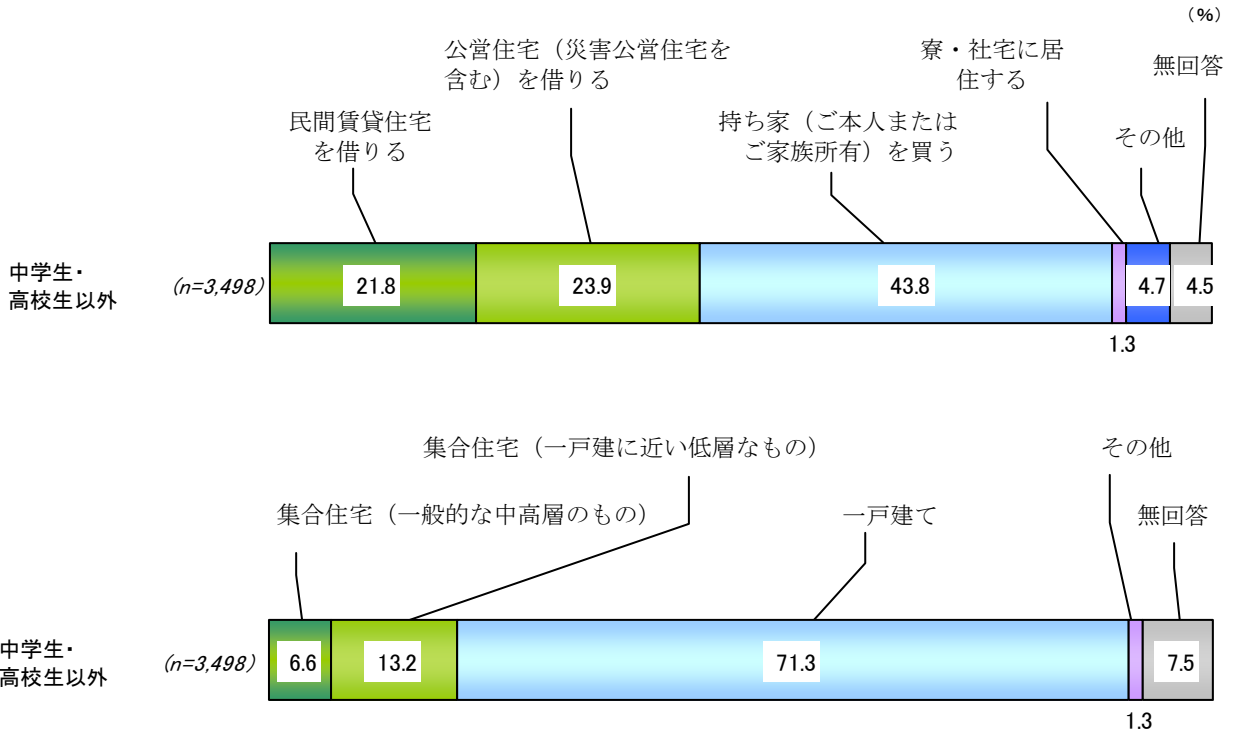 （%）
公営住宅（災害公営住宅を
含む）を借りる
寮・社宅に居
住する
無回答
民間賃貸住宅
を借りる
持ち家（ご本人または
ご家族所有）を買う
その他
中学生・
高校生以外
(n=3,498)
21.8
23.9
43.8
4.7
4.5
1.3
集合住宅（一戸建に近い低層なもの）
その他
集合住宅（一般的な中高層のもの）
一戸建て
無回答
中学生・
高校生以外
(n=3,498)
6.6
13.2
71.3
7.5
1.3